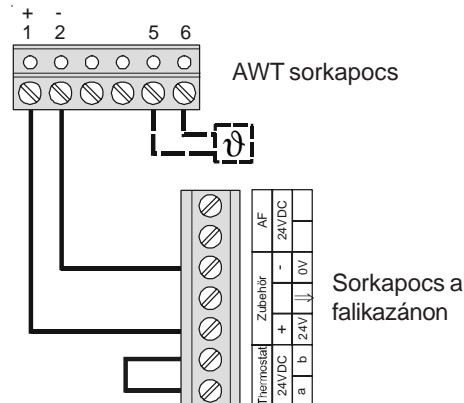 + -
1 2 5 6
AWT sorkapocs
ϑ
AF
24VDC
Zubehör
- 0V
⇒
+ 24V
Thermostat
24VDC
b
a
Sorkapocs a
falikazánon